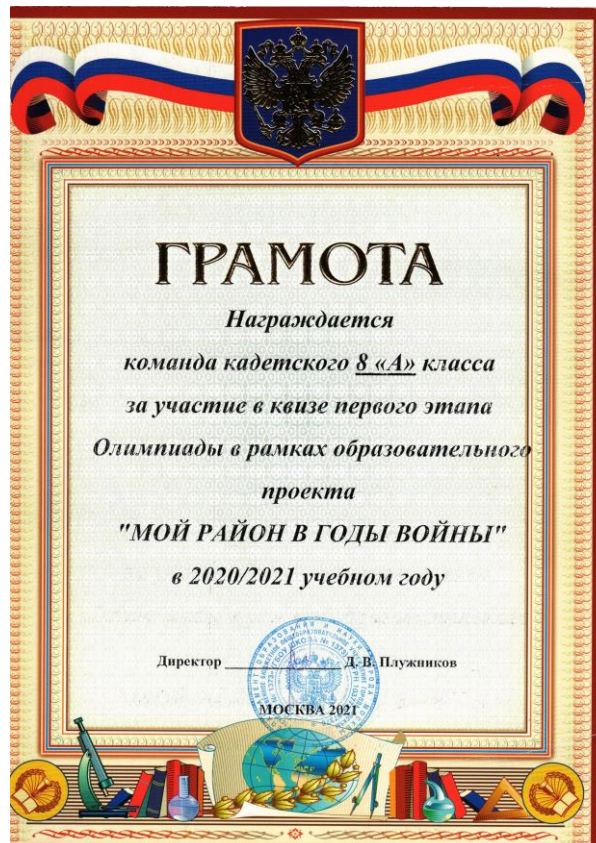 ГРАМОТА
Награждается
команда кадетского 8 «А» класса
за участие в квизе первого этапа
Олимпиады в рамках образовательного
проекта
"МОЙ РАЙОН В ГОДЫ ВОЙНЫ"
в 2020/2021 учебном году
Директор Д. В. Плужников
МОСКВА 2021